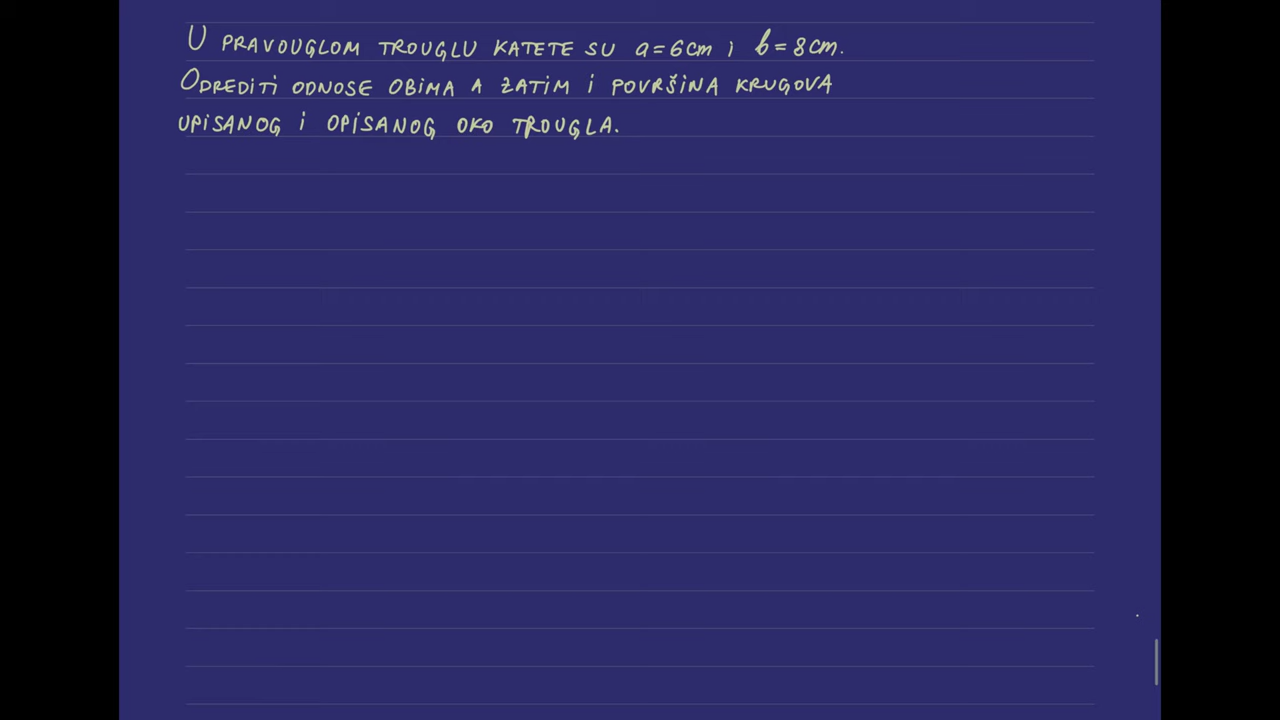 U PRAVOUGLOM TROUGLU KATETE SU a=6cm i b=8cm.
ODREDITI ODNOSE OBIMA A ZATIM I POVRŠINA KRUGOVA
UPISANOG I OPISANOG OKO TROUGLA.